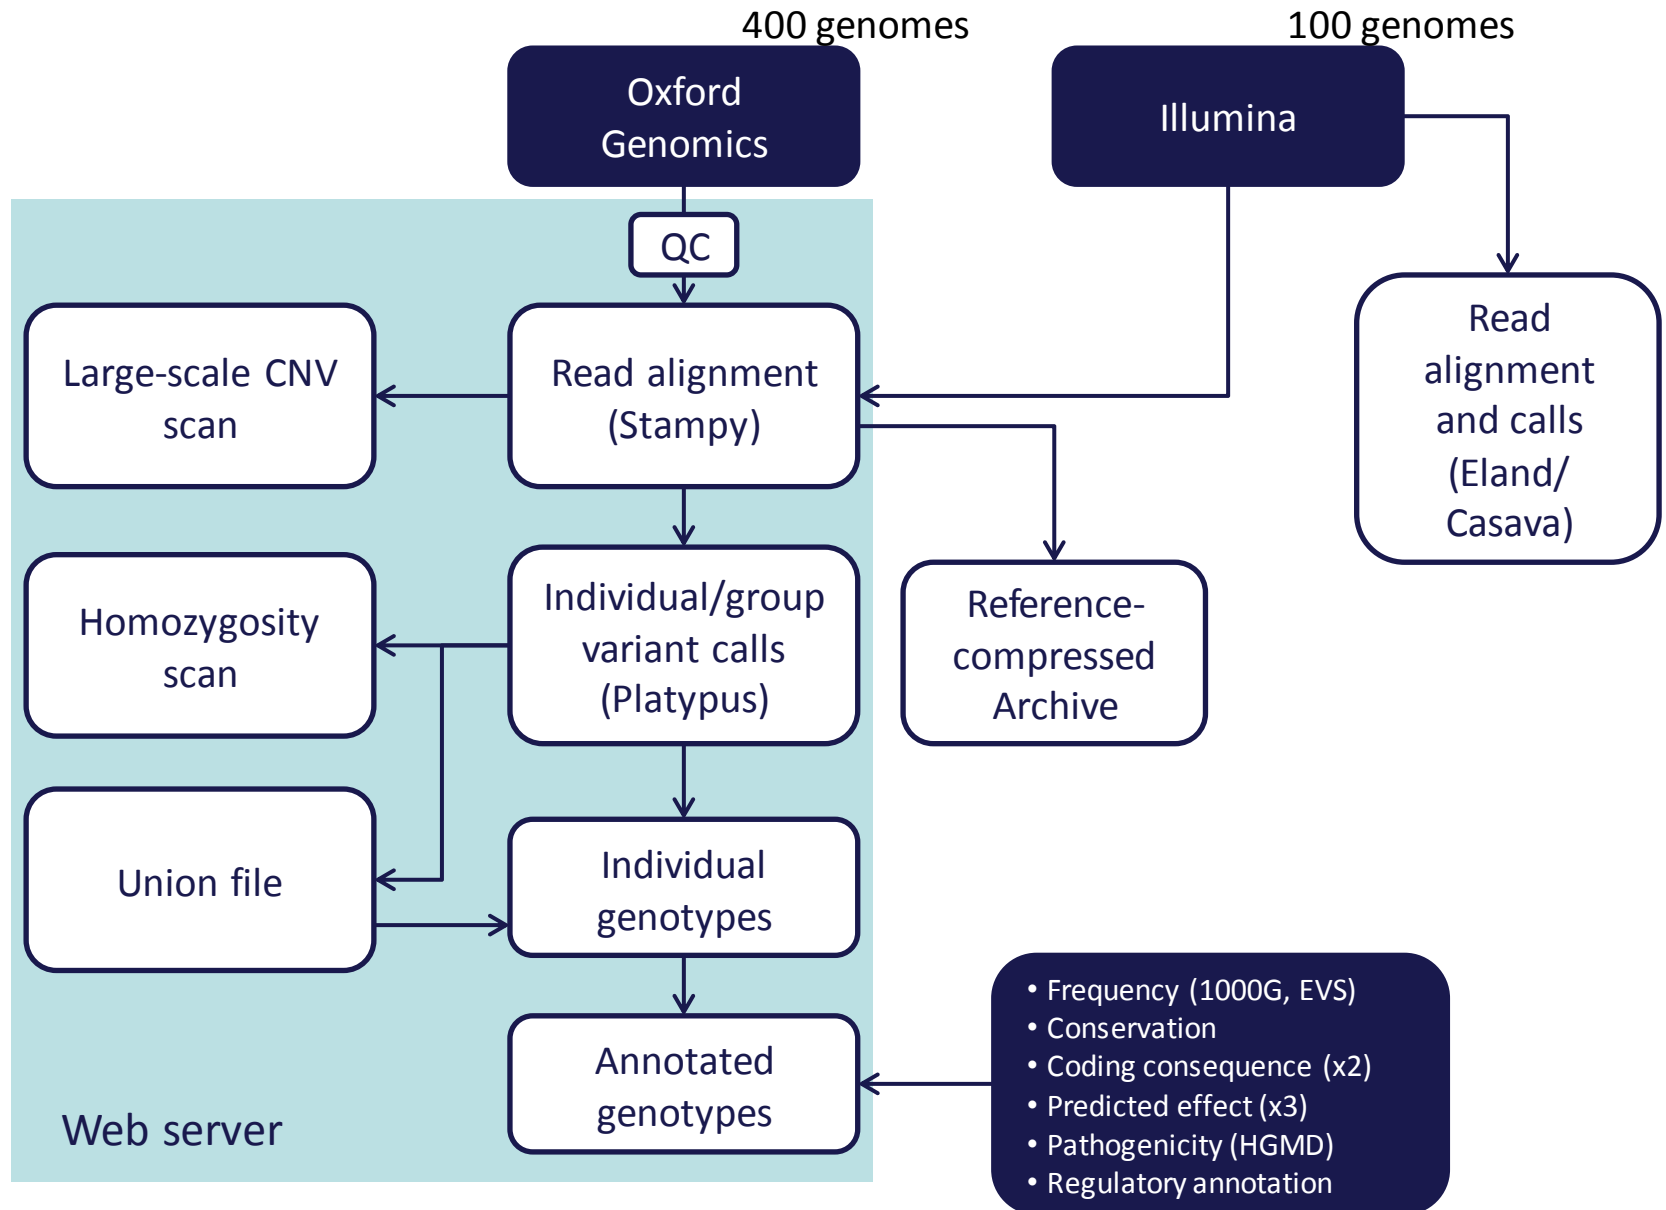 400 genomes
100 genomes
Oxford
Genomics
Illumina
QC
Large-scale CNV
scan
Read alignment
(Stampy)
Read
alignment
and calls
(Eland/
Casava)
Homozygosity
scan
Individual/group
variant calls
(Platypus)
Reference-
compressed
Archive
Union file
Individual
genotypes
Annotated
genotypes
• Frequency (1000G, EVS)
• Conservation
• Coding consequence (x2)
• Predicted effect (x3)
• Pathogenicity (HGMD)
• Regulatory annotation
Web server